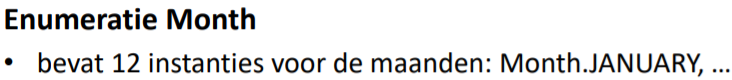 Enumeratie Month
• bevat 12 instanties voor de maanden: Month.JANUARY, ...